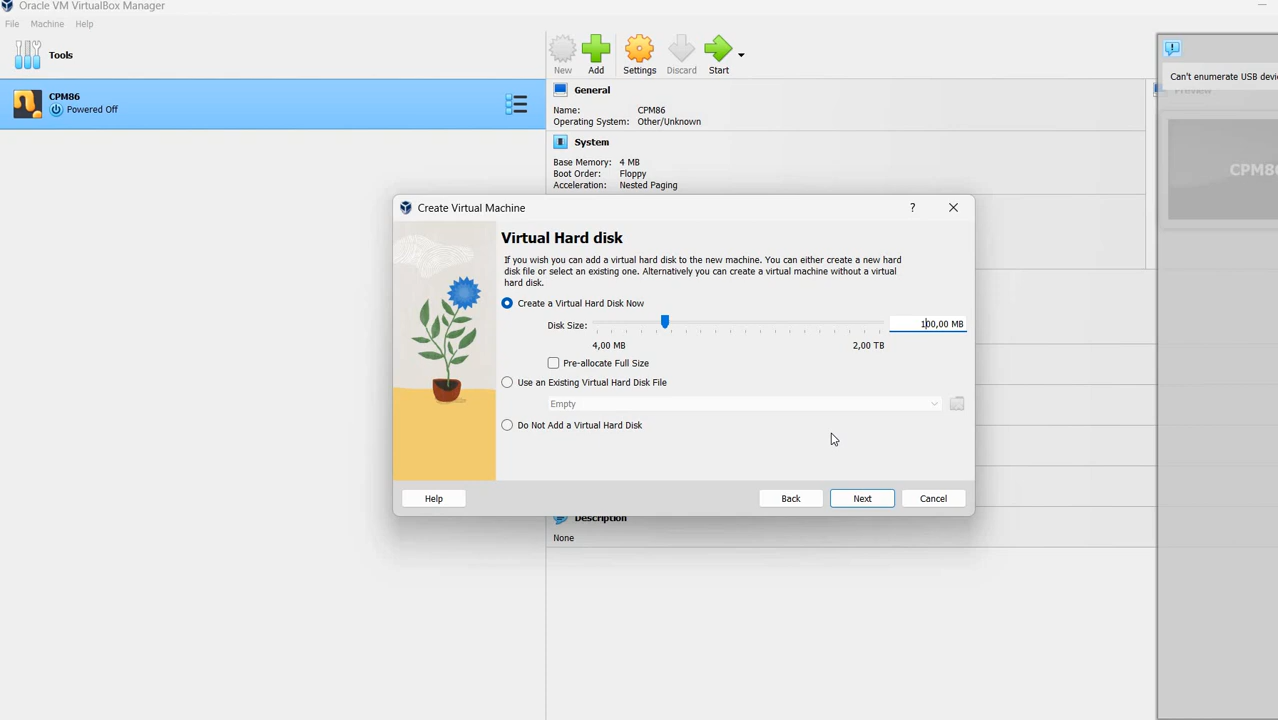 Oracle VM VirtualBox Manager
File Machine Help
Tools
New Add Settings Discard Start
CPM86
Powered Off
General
Name: CPM86
Operating System: Other/Unknown
System
Base Memory: 4 MB
Boot Order: Floppy
Acceleration: Nested Paging
Can't enumerate USB devi
Preview
CPM8
Create Virtual Machine
?
Virtual Hard disk
If you wish you can add a virtual hard disk to the new machine. You can either create a new hard
disk file or select an existing one. Alternatively you can create a virtual machine without a virtual
hard disk.
Create a Virtual Hard Disk Now
Disk Size: 100,00 MB
4,00 MB 2,00 TB
Pre-allocate Full Size
Use an Existing Virtual Hard Disk File
Empty
Do Not Add a Virtual Hard Disk
Help Back Next Cancel
Description
None